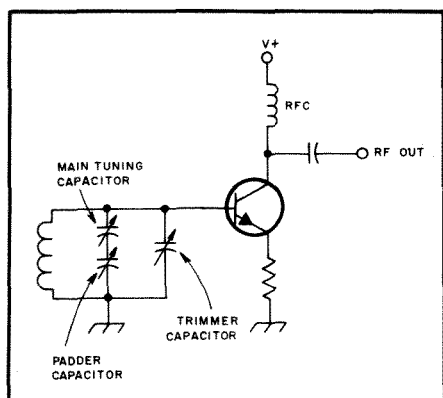 V+
RFC
RF OUT
MAIN TUNING
CAPACITOR
TRIMMER
CAPACITOR
PADDER
CAPACITOR